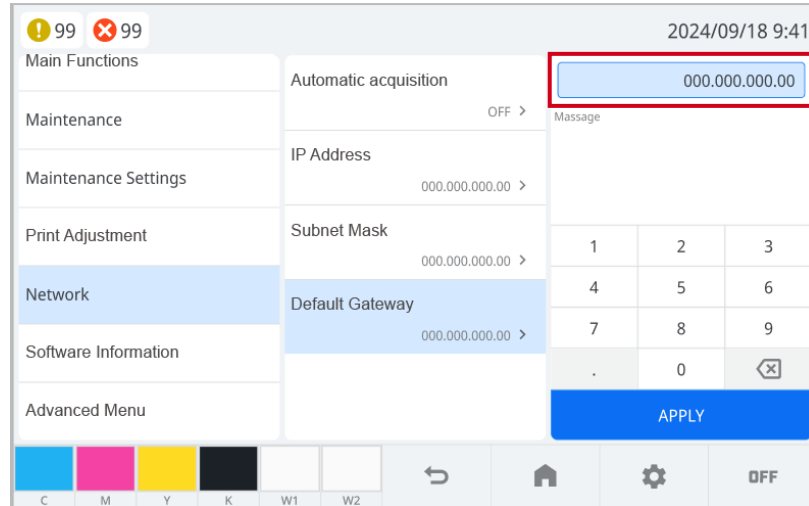 99 99 2024/09/18 9:41
Main Functions
Maintenance
Maintenance Settings
Print Adjustment
Network
Software Information
Advanced Menu
Automatic acquisition
OFF >
IP Address
000.000.000.00 >
Subnet Mask
000.000.000.00 >
Default Gateway
000.000.000.00 >
000.000.000.00
Massage
1 2 3
4 5 6
7 8 9
. 0
APPLY
C M Y K W1 W2
OFF